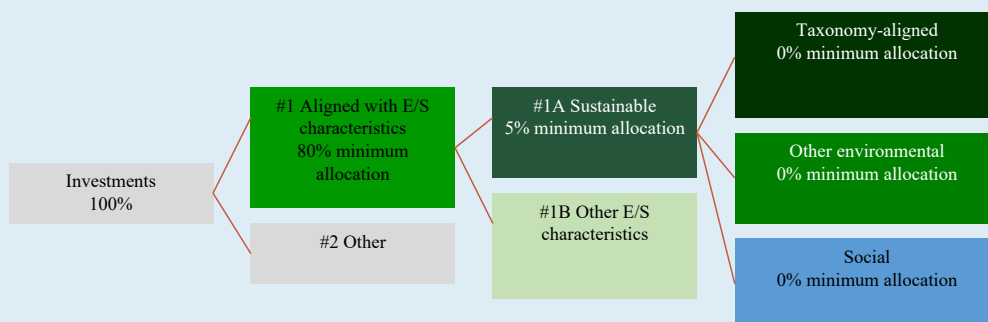 Investments
100%
#1 Aligned with E/S
characteristics
80% minimum
allocation
#2 Other
#1A Sustainable
5% minimum allocation
#1B Other E/S
characteristics
Taxonomy-aligned
0% minimum allocation
Other environmental
0% minimum allocation
Social
0% minimum allocation